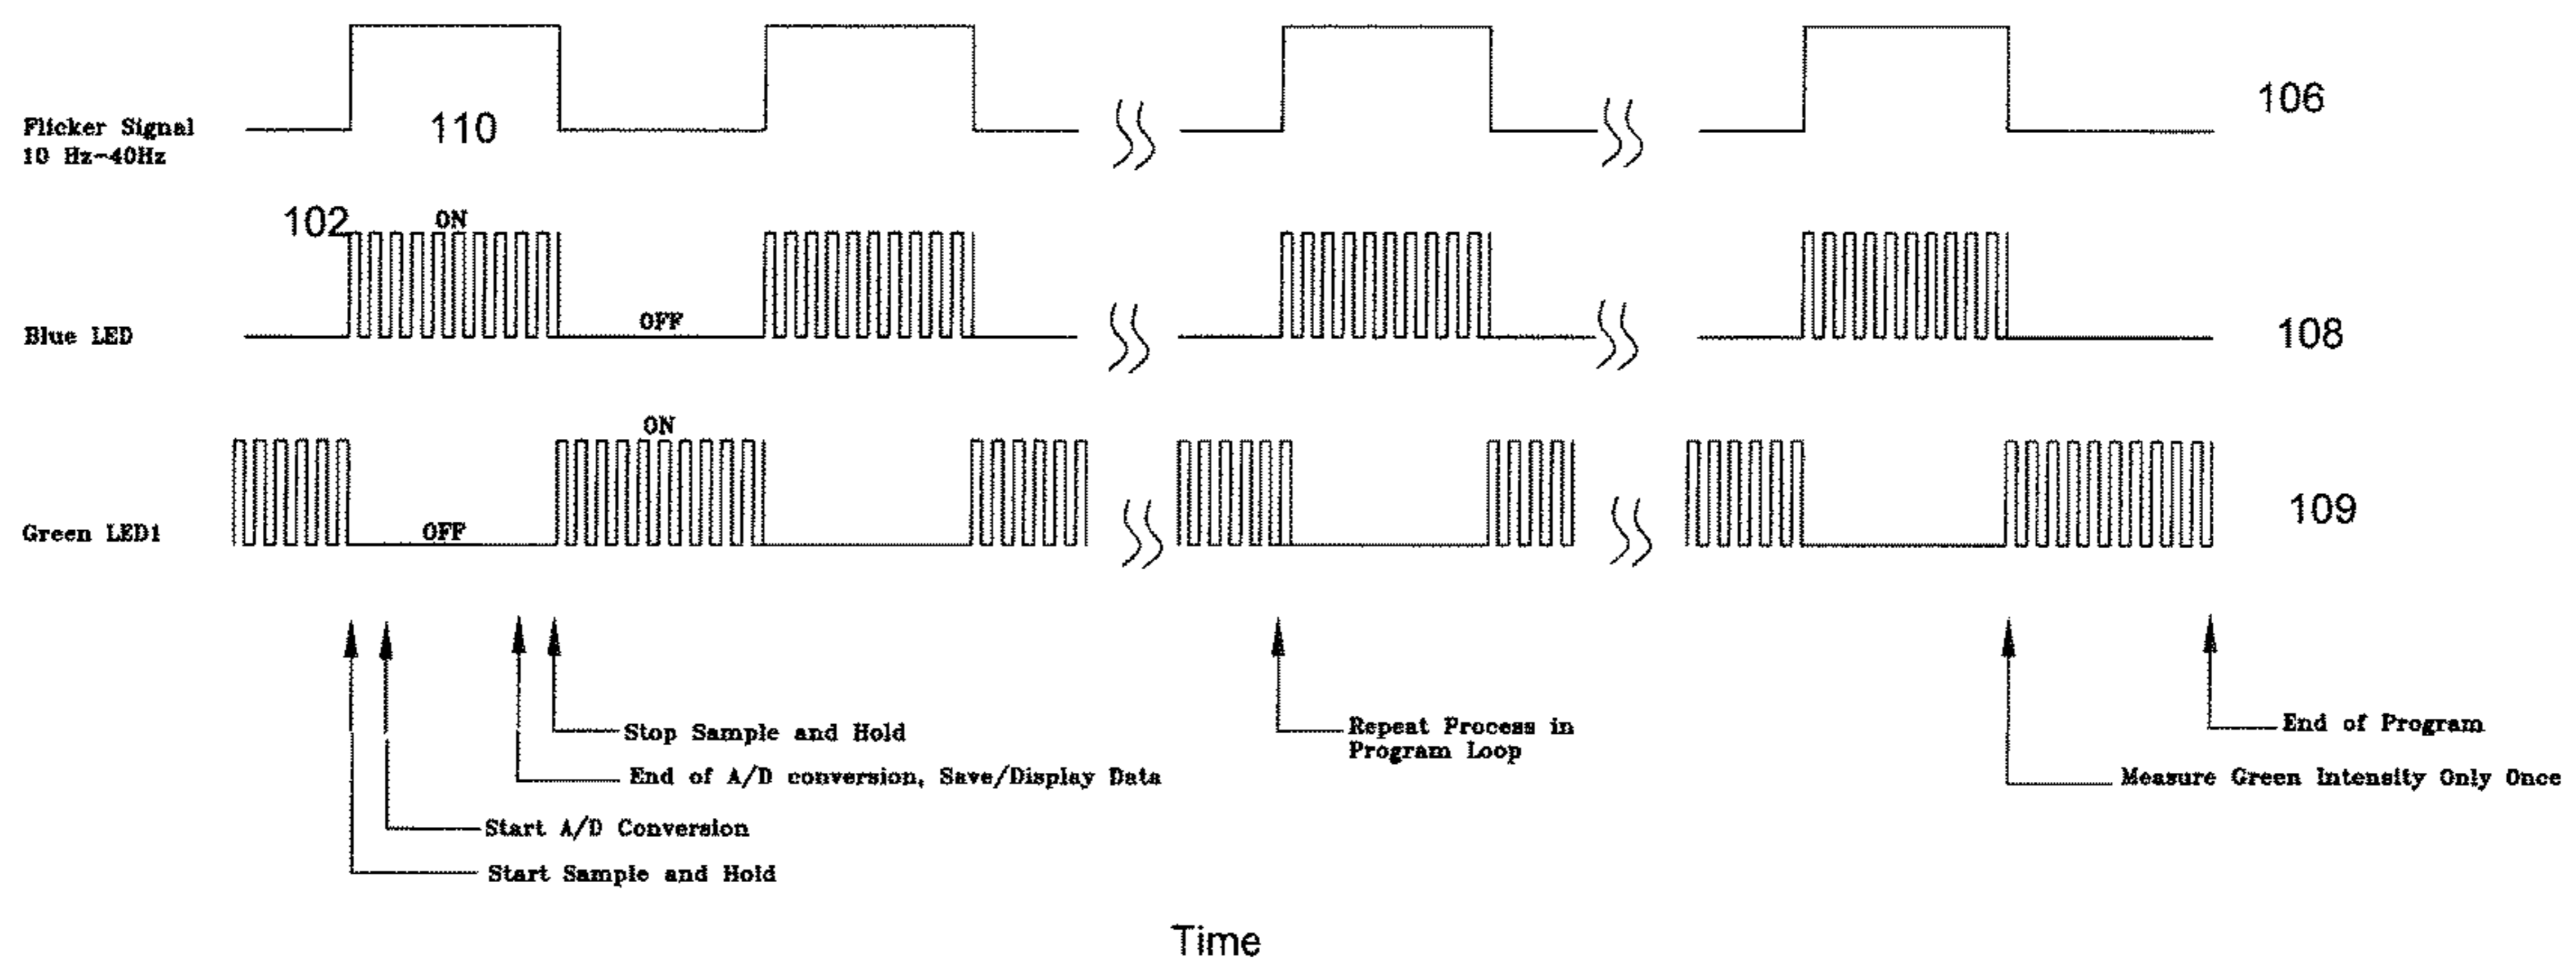 106
Flicker Signal
10 Hz-40Hz
110
102
ON
OFF
Blue LED
108
ON
Green LED1
OFF
109
Stop Sample and Hold
End of A/D conversion, Save/Display Data
Start A/D Conversion
Start Sample and Hold
Repeat Process in
Program Loop
End of Program
Measure Green Intensity Only Once
Time